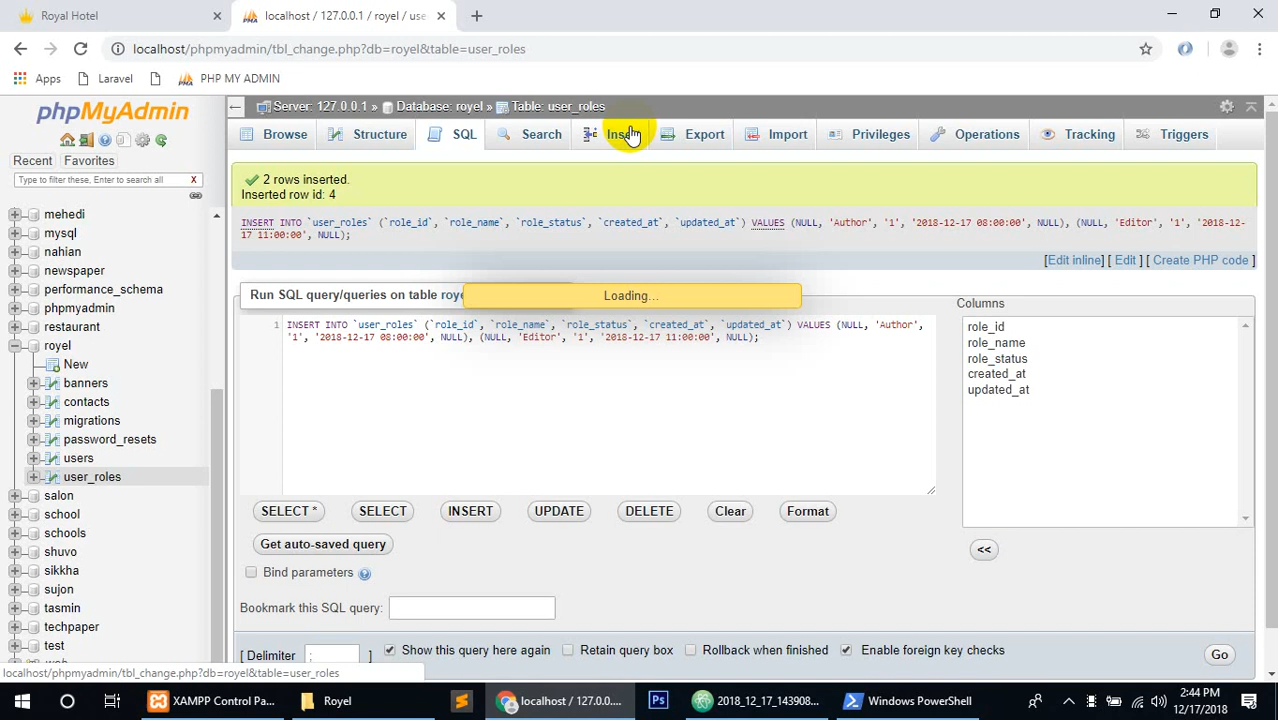 Royal Hotel
localhost / 127.0.0.1 / royel / use
localhost/phpmyadmin/tbl_change.php?db=royel&table=user_roles
Apps
Laravel
PHP MY ADMIN
phpMyAdmin
Recent
Favorites
Type to filter these, Enter to search all
X
mehedi
mysql
nahian
newspaper
performance_schema
phpmyadmin
restaurant
royel
New
banners
contacts
migrations
password_resets
users
user_roles
salon
school
schools
shuvo
sikkha
sujon
tasmin
techpaper
test
Server: 127.0.0.1 » Database: royel » Table: user_roles
Browse
Structure
SQL
Search
Export
Import
Privileges
Operations
Tracking
Triggers
2 rows inserted.
Inserted row id: 4
INSERT INTO `user_roles` (`role_id`, `role_name`, `role_status`, `created_at`, `updated_at`) VALUES (NULL, 'Author', '1', '2018-12-17 08:00:00', NULL), (NULL, 'Editor', '1', '2018-12-
17 11:00:00', NULL);
[Edit inline] [ Edit ] [ Create PHP code ]
Run SQL query/queries on table roye
Loading...
1
INSERT INTO `user_roles` (`role_id`, `role_name`, `role_status`, `created_at`, `updated_at`) VALUES (NULL, 'Author',
'1', '2018-12-17 08:00:00', NULL), (NULL, 'Editor', '1', '2018-12-17 11:00:00', NULL);
Columns
role_id
role_name
role_status
created_at
updated_at
SELECT *
SELECT
INSERT
UPDATE
DELETE
Clear
Format
<<
Get auto-saved query
Bind parameters
Bookmark this SQL query:
[ Delimiter ; ]
Show this query here again
Retain query box
Rollback when finished
Enable foreign key checks
Go
localhost/phpmyadmin/tbl_change.php?db=royel&table=user_roles
XAMPP Control Pa...
Royel
localhost / 127.0....
Ps
2018_12_17_143908...
Windows PowerShell
2:44 PM
12/17/2018